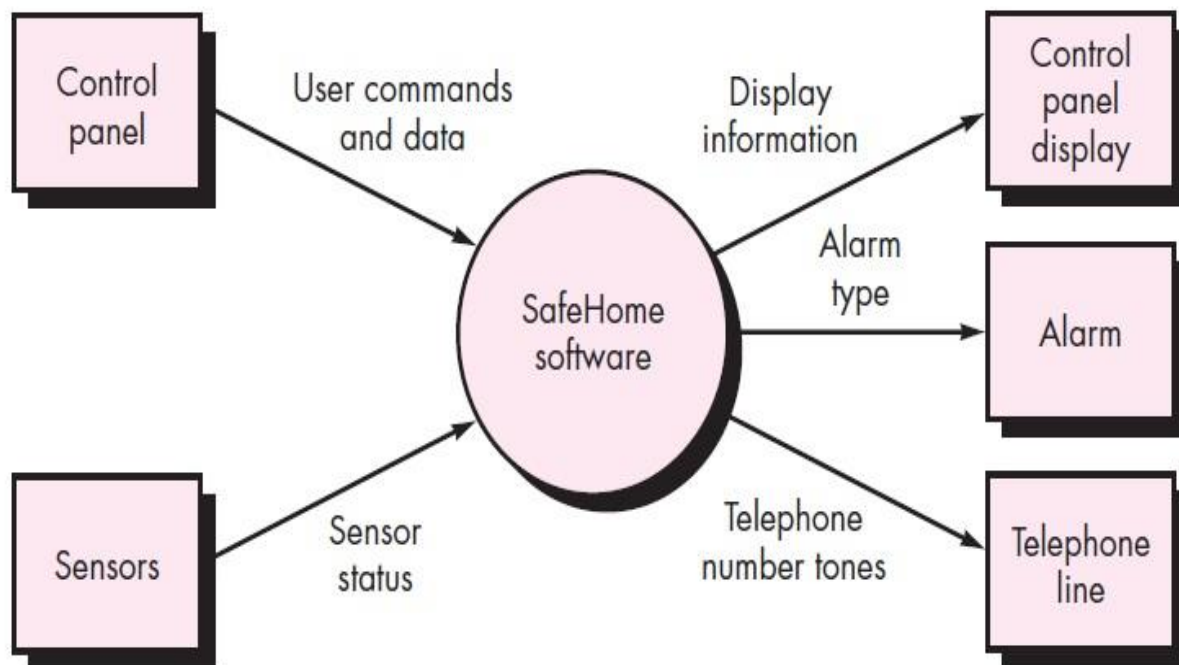 Control
panel
User commands
and data
Display
information
Control
panel
display
SafeHome
software
Alarm
type
Alarm
Sensors
Sensor
status
Telephone
number tones
Telephone
line